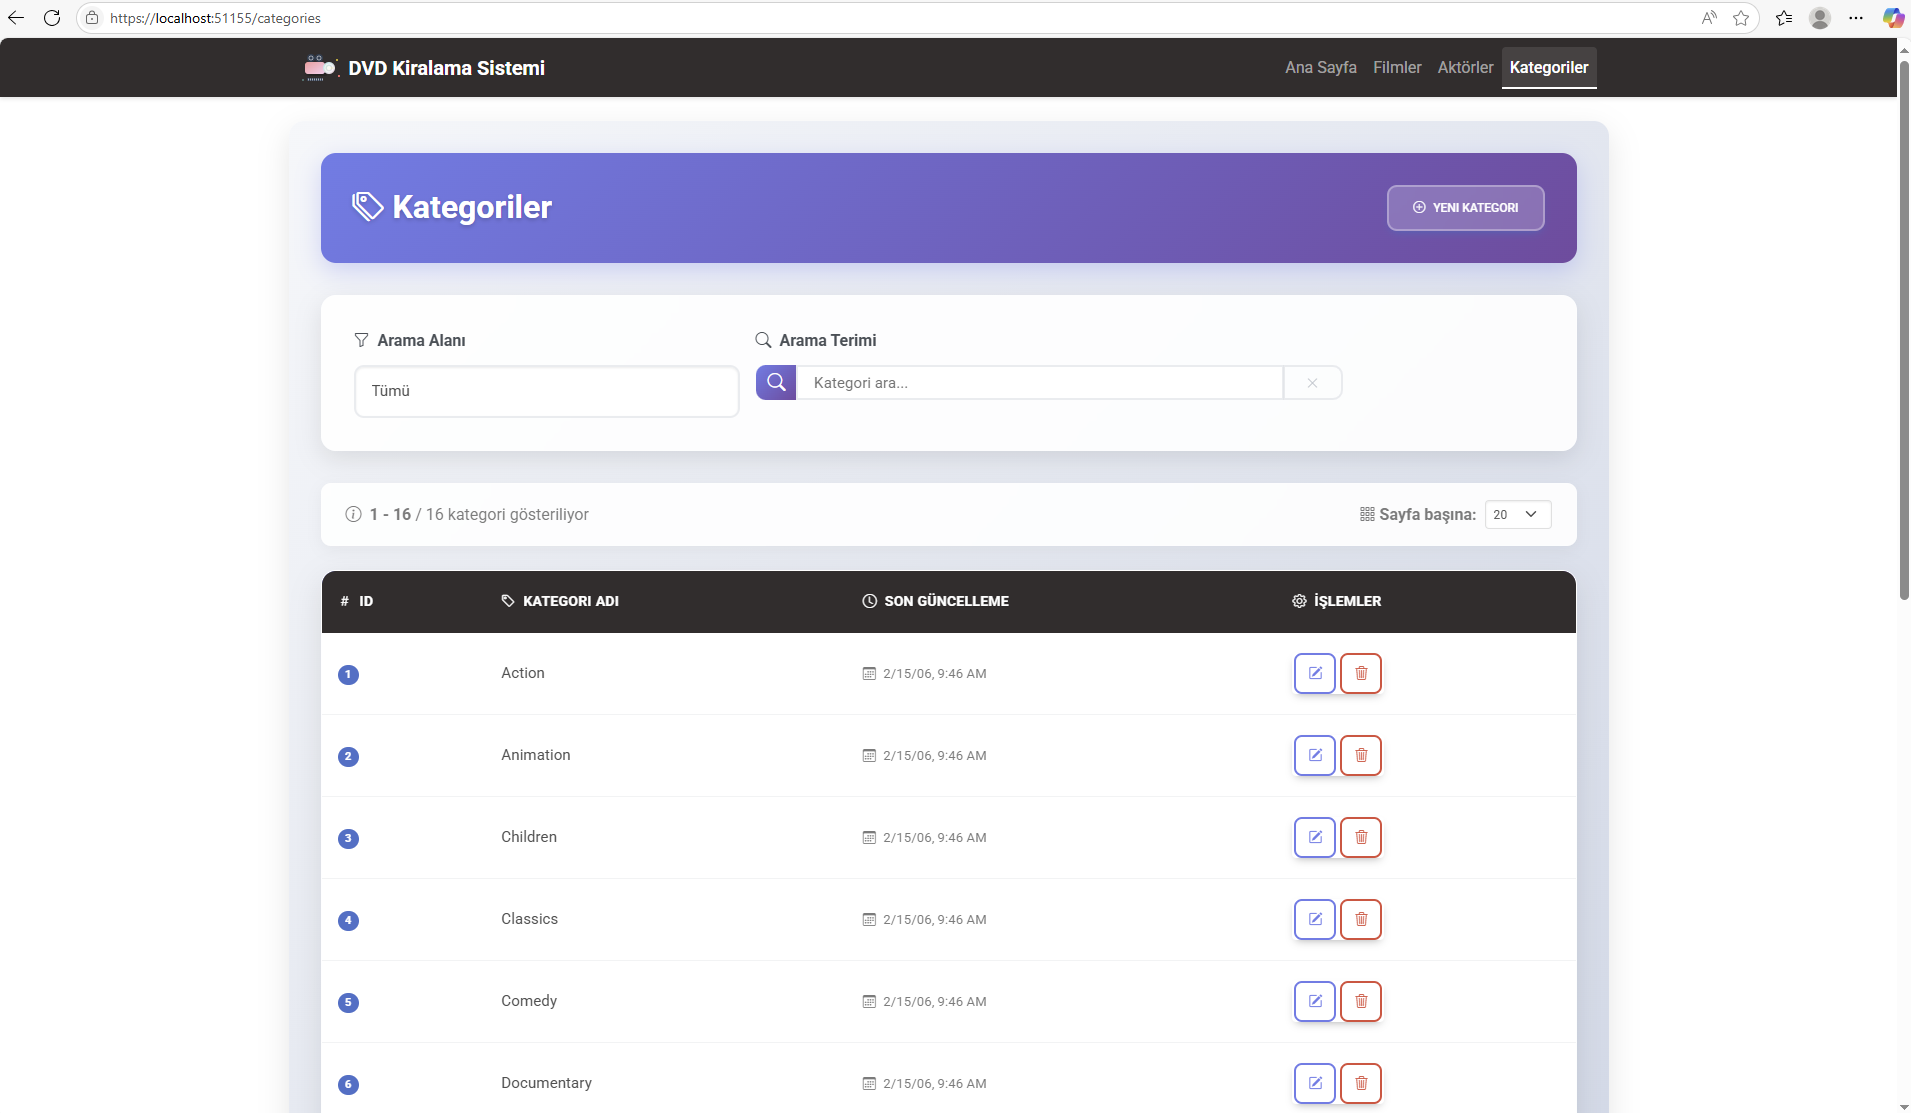 https://localhost:51155/categories
DVD Kiralama Sistemi
Ana Sayfa Filmler Aktörler Kategoriler
Kategoriler
YENI KATEGORI
Arama Alanı
Arama Terimi
Tümü
Kategori ara...
1 - 16 / 16 kategori gösteriliyor
Sayfa başına: 20
# ID KATEGORI ADI SON GÜNCELLEME İŞLEMLER
1 Action 2/15/06, 9:46 AM
2 Animation 2/15/06, 9:46 AM
3 Children 2/15/06, 9:46 AM
4 Classics 2/15/06, 9:46 AM
5 Comedy 2/15/06, 9:46 AM
6 Documentary 2/15/06, 9:46 AM